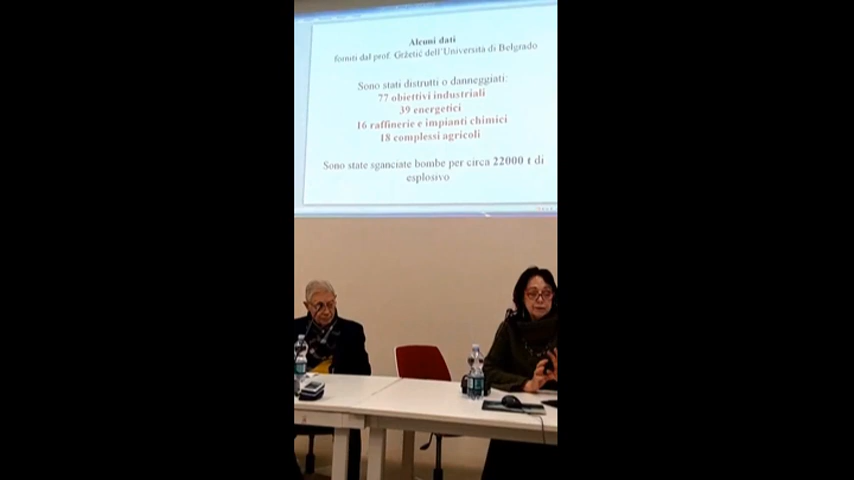 Alcuni dati
forniti dal prof. Gržetić dell'Università di Belgrado
Sono stati distrutti o danneggiati:
77 obiettivi industriali
39 energetici
16 raffinerie e impianti chimici
18 complessi agricoli
Sono state sganciate bombe per circa 22000 t di
esplosivo